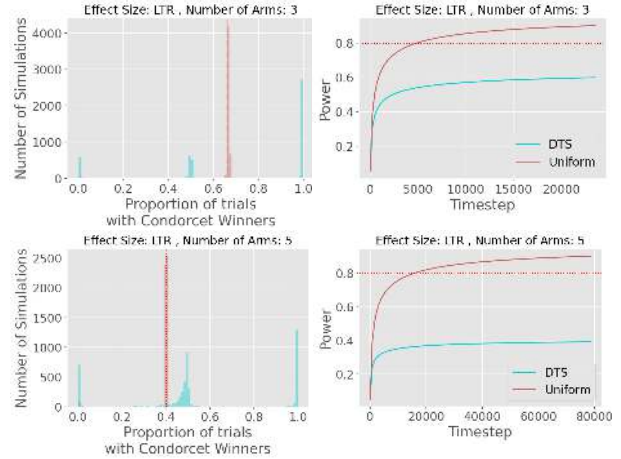 Effect Size: LTR , Number of Arms: 3
Number of Simulations
4000
3000
2000
1000
0
0.0 0.2 0.4 0.6 0.8 1.0
Proportion of trials
with Condorcet Winners
Effect Size: LTR , Number of Arms: 3
Power
0.8
0.6
0.4
0.2
DTS
Uniform
0 5000 10000 15000 20000
Timestep
Effect Size: LTR , Number of Arms: 5
Number of Simulations
2500
2000
1500
1000
500
0
0.0 0.2 0.4 0.6 0.8 1.0
Proportion of trials
with Condorcet Winners
Effect Size: LTR , Number of Arms: 5
Power
0.8
0.6
0.4
0.2
DTS
Uniform
0 20000 40000 60000 80000
Timestep